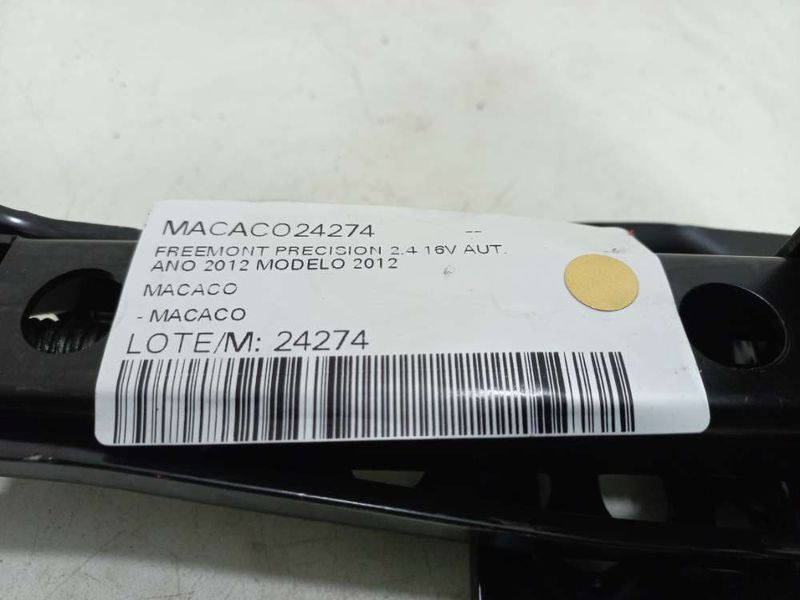 MACACO24274 --
FREEMONT PRECISION 2.4 16V AUT.
ANO 2012 MODELO 2012
MACACO
- MACACO
LOTE/M: 24274